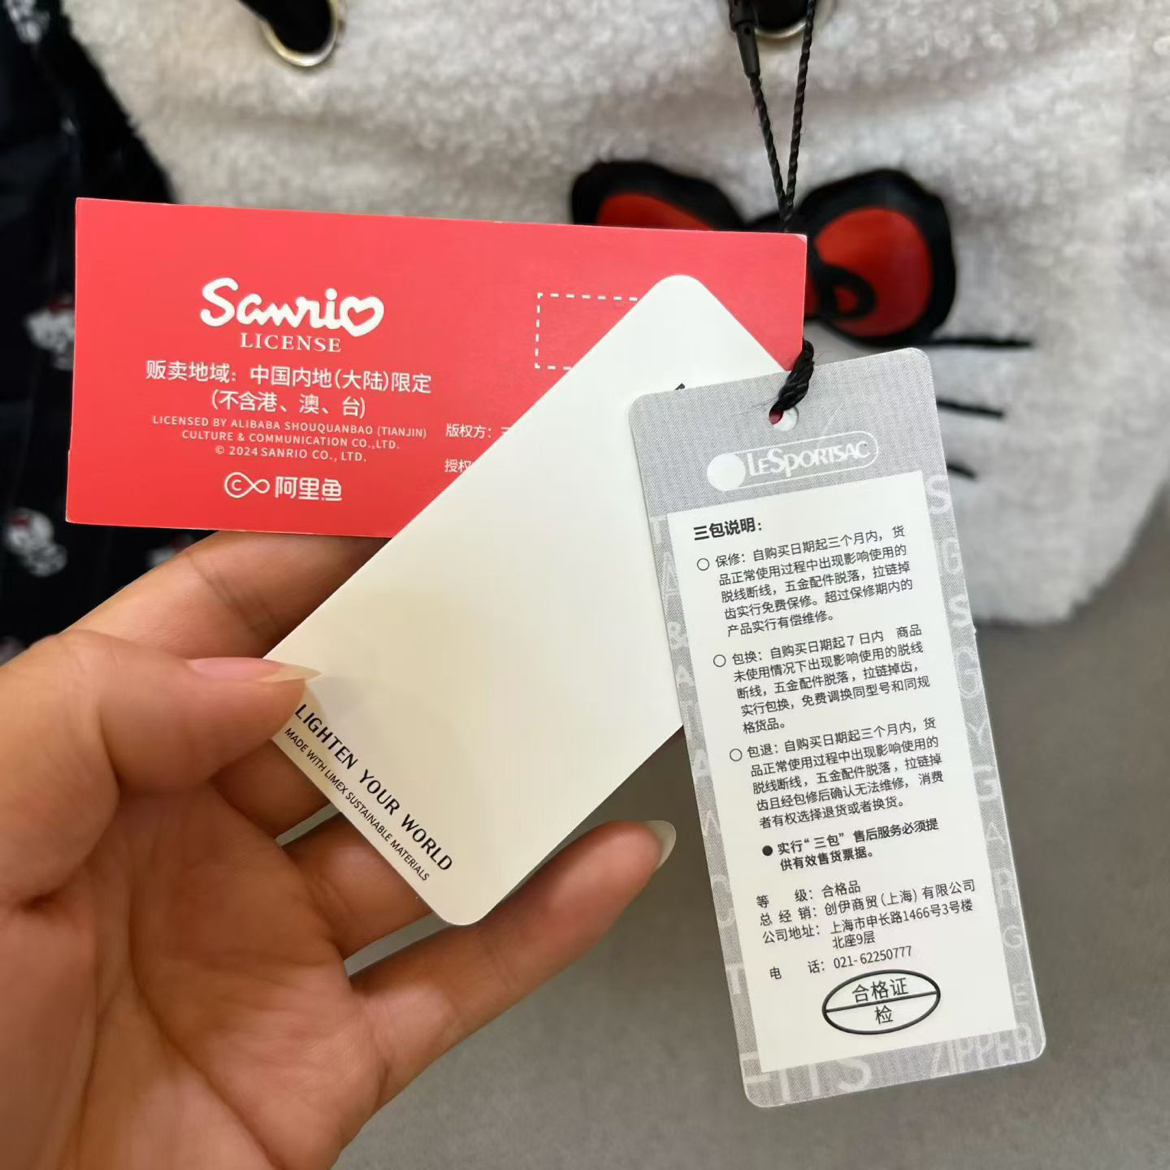 Sanrio
LICENSE
贩卖地域：中国内地(大陆)限定
(不含港、澳、台)
LICENSED BY ALIBABA SHOUQUANBAO (TIANJIN)
CULTURE & COMMUNICATION CO.,LTD.
© 2024 SANRIO CO., LTD.
阿里鱼
版权方：
授权
LIGHTEN YOUR WORLD
MADE WITH LIMEX SUSTAINABLE MATERIALS
LESPORTSAC
三包说明：
○ 保修：自购买日期起三个月内，货
品正常使用过程中出现影响使用的
脱线断线，五金配件脱落，拉链掉
齿实行免费保修。超过保修期内的
产品实行有偿维修。
○ 包换：自购买日期起7日内 商品
未使用情况下出现影响使用的脱线
断线，五金配件脱落，拉链掉齿，
实行包换，免费调换同型号和同规
格货品。
○ 包退：自购买日期起三个月内，货
品正常使用过程中出现影响使用的
脱线断线，五金配件脱落，拉链掉
齿且经包修后确认无法维修，消费
者有权选择退货或者换货。
● 实行“三包”售后服务必须提
供有效售货票据。
等 级：合格品
总 经 销：创伊商贸(上海)有限公司
公司地址：上海市申长路1466号3号楼
北座9层
电 话：021-62250777
合格证
检
ZIPPER